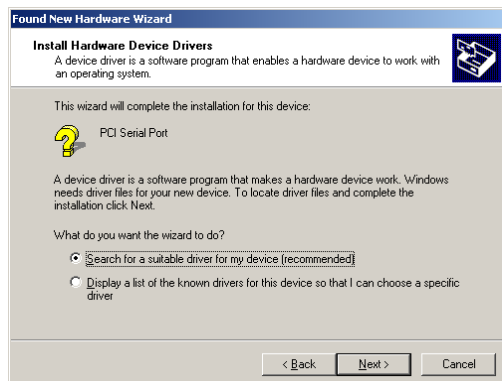 Found New Hardware Wizard
Install Hardware Device Drivers
A device driver is a software program that enables a hardware device to work with
an operating system.
This wizard will complete the installation for this device:
PCI Serial Port
A device driver is a software program that makes a hardware device work. Windows
needs driver files for your new device. To locate driver files and complete the
installation click Next.
What do you want the wizard to do?
Search for a suitable driver for my device (recommended)
Display a list of the known drivers for this device so that I can choose a specific
driver
< Back Next > Cancel